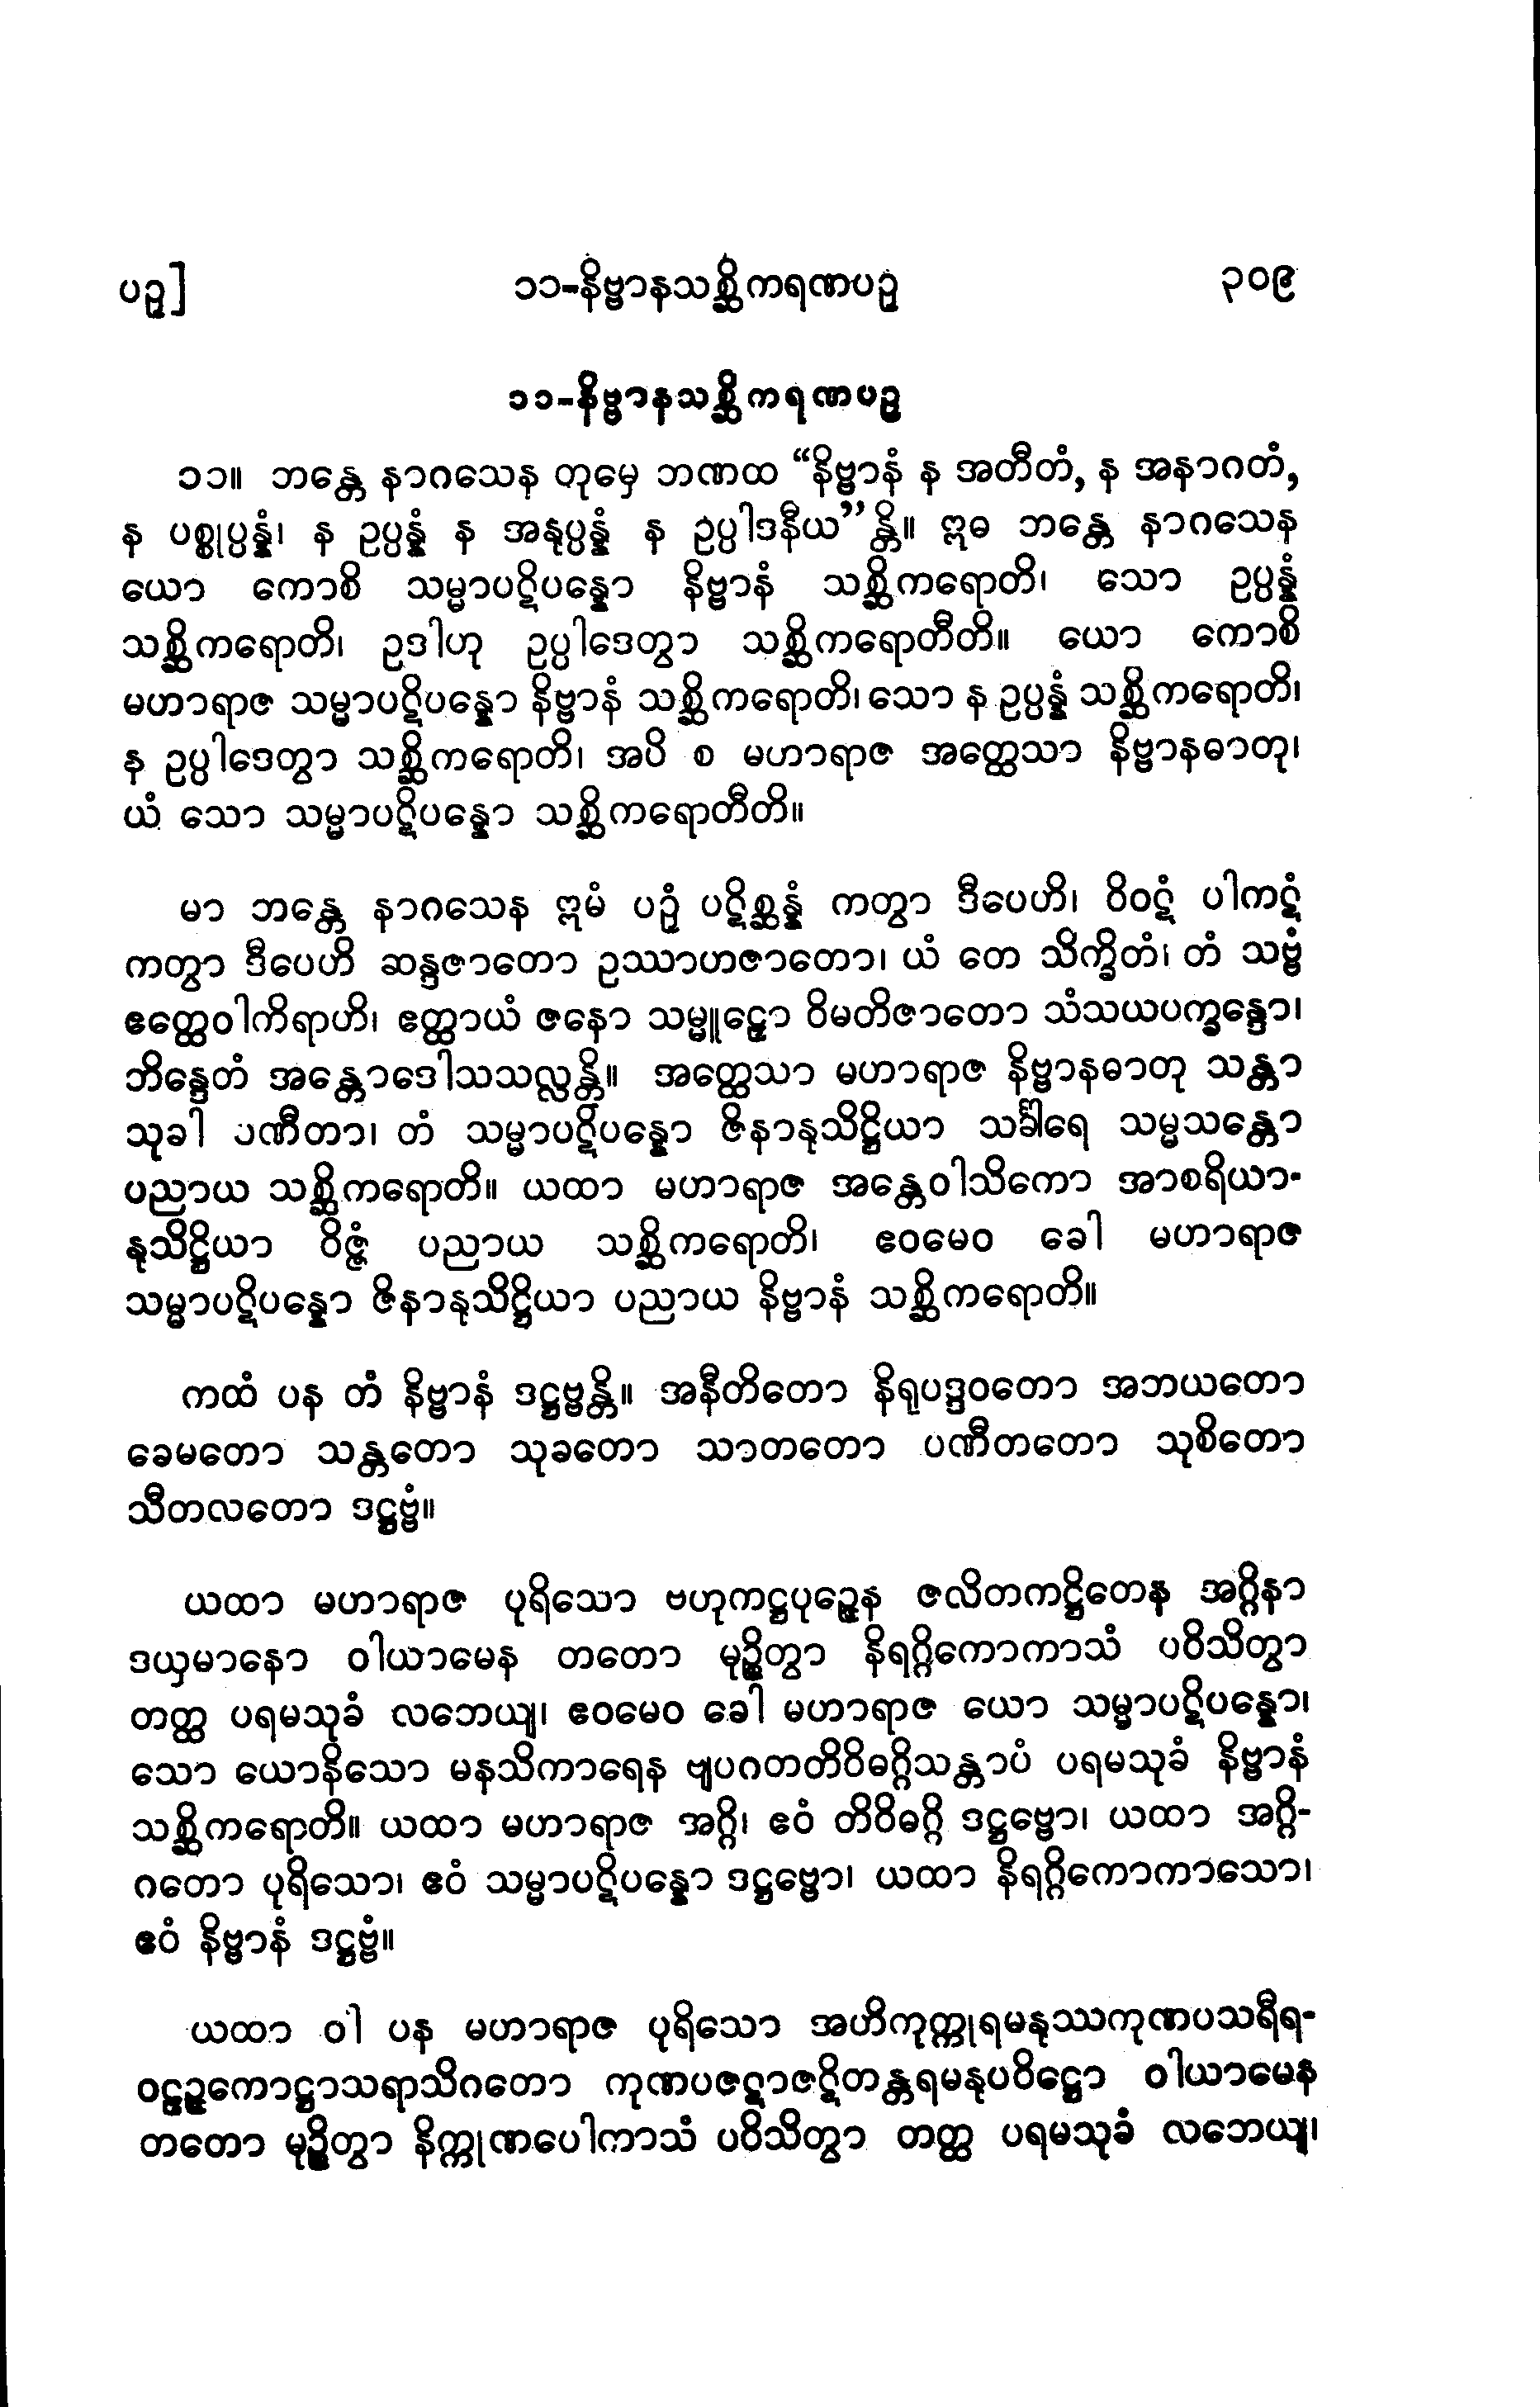 ပဉှ]
၁၁-နိဗ္ဗာနသစ္ဆိကရဏပဉှ
၃၀၉
၁၁-နိဗ္ဗာနသစ္ဆိကရဏပဉှ
၁၁။ ဘန္တေ နာဂသေန တုမှေ ဘဏထ “နိဗ္ဗာနံ န အတီတံ, န အနာဂတံ,
န ပစ္စုပ္ပန္နံ၊ န ဥပ္ပန္နံ န အနုပ္ပန္နံ န ဥပ္ပါဒနီယ”န္တိ။ ဣဓ ဘန္တေ နာဂသေန
ယော ကောစိ သမ္မာပဋိပန္နော နိဗ္ဗာနံ သစ္ဆိကရောတိ၊ သော ဥပ္ပန္နံ
သစ္ဆိကရောတိ၊ ဥဒါဟု ဥပ္ပါဒေတွာ သစ္ဆိကရောတီတိ။ ယော ကောစိ
မဟာရာဇ သမ္မာပဋိပန္နော နိဗ္ဗာနံ သစ္ဆိကရောတိ၊ သော န ဥပ္ပန္နံ သစ္ဆိကရောတိ၊
န ဥပ္ပါဒေတွာ သစ္ဆိကရောတိ၊ အပိ စ မဟာရာဇ အတ္ထေသာ နိဗ္ဗာနဓာတု၊
ယံ သော သမ္မာပဋိပန္နော သစ္ဆိကရောတီတိ။
မာ ဘန္တေ နာဂသေန ဣမံ ပဉှံ ပဋိစ္ဆန္နံ ကတွာ ဒီပေဟိ၊ ဝိဝဋံ ပါကဋံ
ကတွာ ဒီပေဟိ ဆန္ဒဇာတော ဥဿာဟဇာတော၊ ယံ တေ သိက္ခိတံ၊ တံ သဗ္ဗံ
ဧတ္ထေဝါကိရာဟိ၊ ဧတ္ထာယံ ဇနော သမ္မူဠှော ဝိမတိဇာတော သံသယပက္ခန္ဒော၊
ဘိန္ဒေတံ အန္တောဒေါသသလ္လန္တိ။ အတ္ထေသာ မဟာရာဇ နိဗ္ဗာနဓာတု သန္တာ
သုခါ ပဏီတာ၊ တံ သမ္မာပဋိပန္နော ဇိနာနုသိဋ္ဌိယာ သင်္ခါရေ သမ္မသန္တော
ပညာယ သစ္ဆိကရောတိ။ ယထာ မဟာရာဇ အန္တေဝါသိကော အာစရိယာ-
နုသိဋ္ဌိယာ ဝိဇ္ဇံ ပညာယ သစ္ဆိကရောတိ၊ ဧဝမေဝ ခေါ မဟာရာဇ
သမ္မာပဋိပန္နော ဇိနာနုသိဋ္ဌိယာ ပညာယ နိဗ္ဗာနံ သစ္ဆိကရောတိ။
ကထံ ပန တံ နိဗ္ဗာနံ ဒဋ္ဌဗ္ဗန္တိ။ အနီတိတော နိရုပဒ္ဒဝတော အဘယတော
ခေမတော သန္တတော သုခတော သာတတော ပဏီတတော သုစိတော
သီတလတော ဒဋ္ဌဗ္ဗံ။
ယထာ မဟာရာဇ ပုရိသော ဗဟုကဋ္ဌပုဉ္ဇေန ဇလိတကဋ္ဌိတေန အဂ္ဂိနာ
ဒယှမာနော ဝါယာမေန တတော မုဉ္စိတွာ နိရဂ္ဂိကောကာသံ ပဝိသိတွာ
တတ္ထ ပရမသုခံ လဘေယျ၊ ဧဝမေဝ ခေါ မဟာရာဇ ယော သမ္မာပဋိပန္နော၊
သော ယောနိသော မနသိကာရေန ဗျပဂတတိဝိဓဂ္ဂိသန္တာပံ ပရမသုခံ နိဗ္ဗာနံ
သစ္ဆိကရောတိ။ ယထာ မဟာရာဇ အဂ္ဂိ၊ ဧဝံ တိဝိဓဂ္ဂိ ဒဋ္ဌဗ္ဗော၊ ယထာ အဂ္ဂိ-
ဂတော ပုရိသော၊ ဧဝံ သမ္မာပဋိပန္နော ဒဋ္ဌဗ္ဗော၊ ယထာ နိရဂ္ဂိကောကာသော၊
ဧဝံ နိဗ္ဗာနံ ဒဋ္ဌဗ္ဗံ။
ယထာ ဝါ ပန မဟာရာဇ ပုရိသော အဟိကုက္ကုရမနုဿကုဏပသရီရ-
ဝဠဉ္ဇကောဋ္ဌာသရာသိဂတော ကုဏပဇဋာဇဋိတန္တရမနုပဝိဋ္ဌော ဝါယာမေန
တတော မုဉ္စိတွာ နိက္ကုဏပေါကာသံ ပဝိသိတွာ တတ္ထ ပရမသုခံ လဘေယျ၊